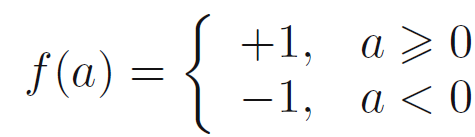 f(a) = { +1, a ⩾ 0
−1, a < 0